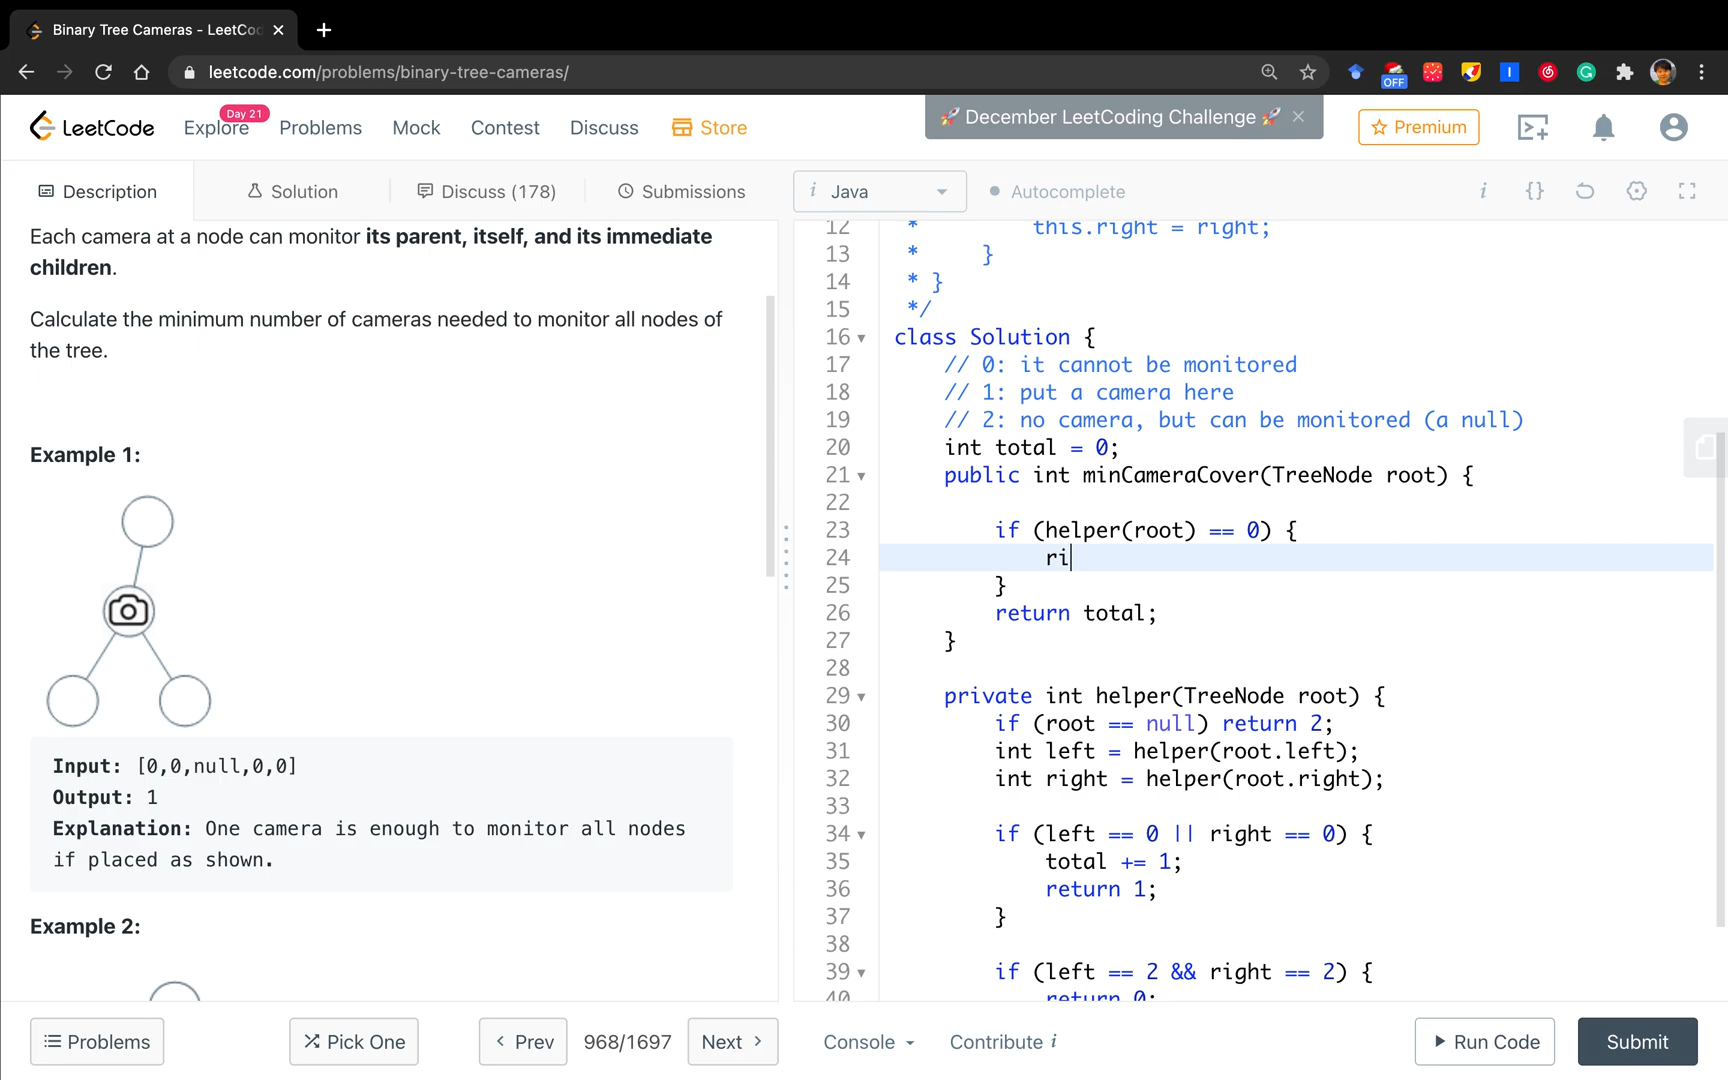 Binary Tree Cameras - LeetCod
leetcode.com/problems/binary-tree-cameras/
OFF
LeetCode
Explore
Day 21
Problems
Mock
Contest
Discuss
Store
🚀 December LeetCoding Challenge 🚀
Premium
Description
Solution
Discuss (178)
Submissions
i Java
Autocomplete
Each camera at a node can monitor its parent, itself, and its immediate
children.
Calculate the minimum number of cameras needed to monitor all nodes of
the tree.
Example 1:
Input: [0,0,null,0,0]
Output: 1
Explanation: One camera is enough to monitor all nodes
if placed as shown.
Example 2:
12 * this.right = right;
13 * }
14 * }
15 */
16 class Solution {
17 // 0: it cannot be monitored
18 // 1: put a camera here
19 // 2: no camera, but can be monitored (a null)
20 int total = 0;
21 public int minCameraCover(TreeNode root) {
22
23 if (helper(root) == 0) {
24 ri
25 }
26 return total;
27 }
28
29 private int helper(TreeNode root) {
30 if (root == null) return 2;
31 int left = helper(root.left);
32 int right = helper(root.right);
33
34 if (left == 0 || right == 0) {
35 total += 1;
36 return 1;
37 }
38
39 if (left == 2 && right == 2) {
40 return 0;
Problems
Pick One
Prev
968/1697
Next
Console
Contribute i
Run Code
Submit